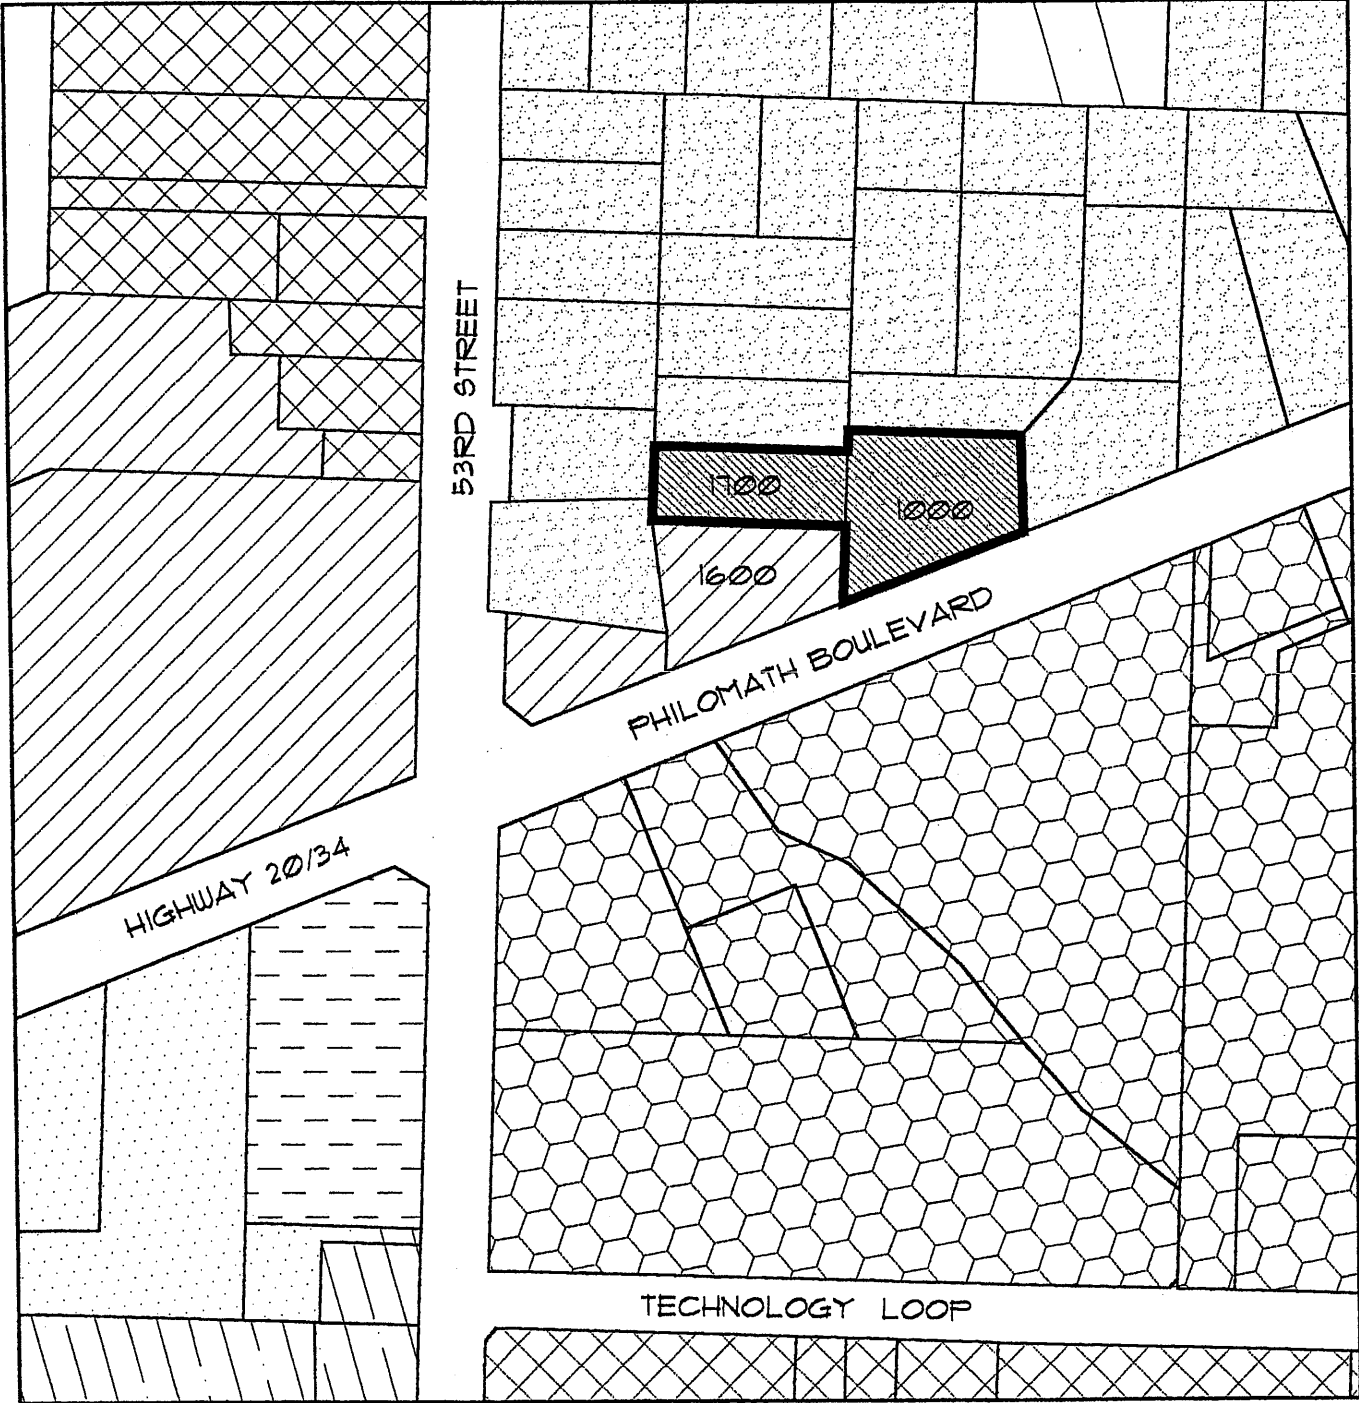 53RD STREET
1700
1000
1600
PHILOMATH BOULEVARD
HIGHWAY 20/34
TECHNOLOGY LOOP